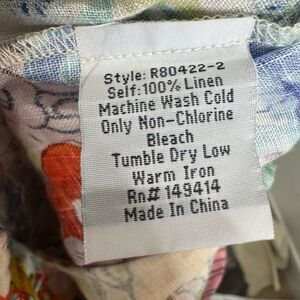 Style: R80422-2
Self:100% Linen
Machine Wash Cold
Only Non-Chlorine
Bleach
Tumble Dry Low
Warm Iron
Rn# 149414
Made In China